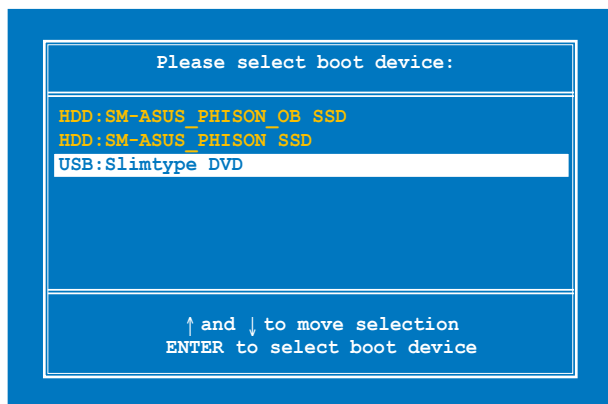 Please select boot device:
HDD:SM-ASUS_PHISON_OB SSD
HDD:SM-ASUS_PHISON SSD
USB:Slimtype DVD
↑ and ↓ to move selection
ENTER to select boot device